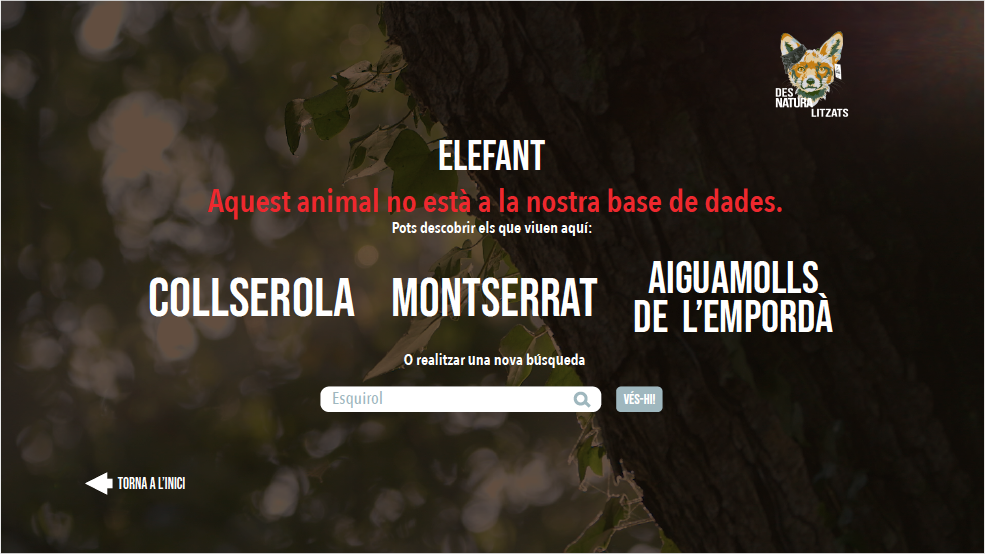 DES
NATURA
LITZATS
ELEFANT
Aquest animal no està a la nostra base de dades.
Pots descobrir els que viuen aquí:
COLLSEROLA
MONTSERRAT
AIGUAMOLLS
DE L'EMPORDÀ
O realitzar una nova búsqueda
Esquirol
VÉS-HI!
TORNA A L'INICI